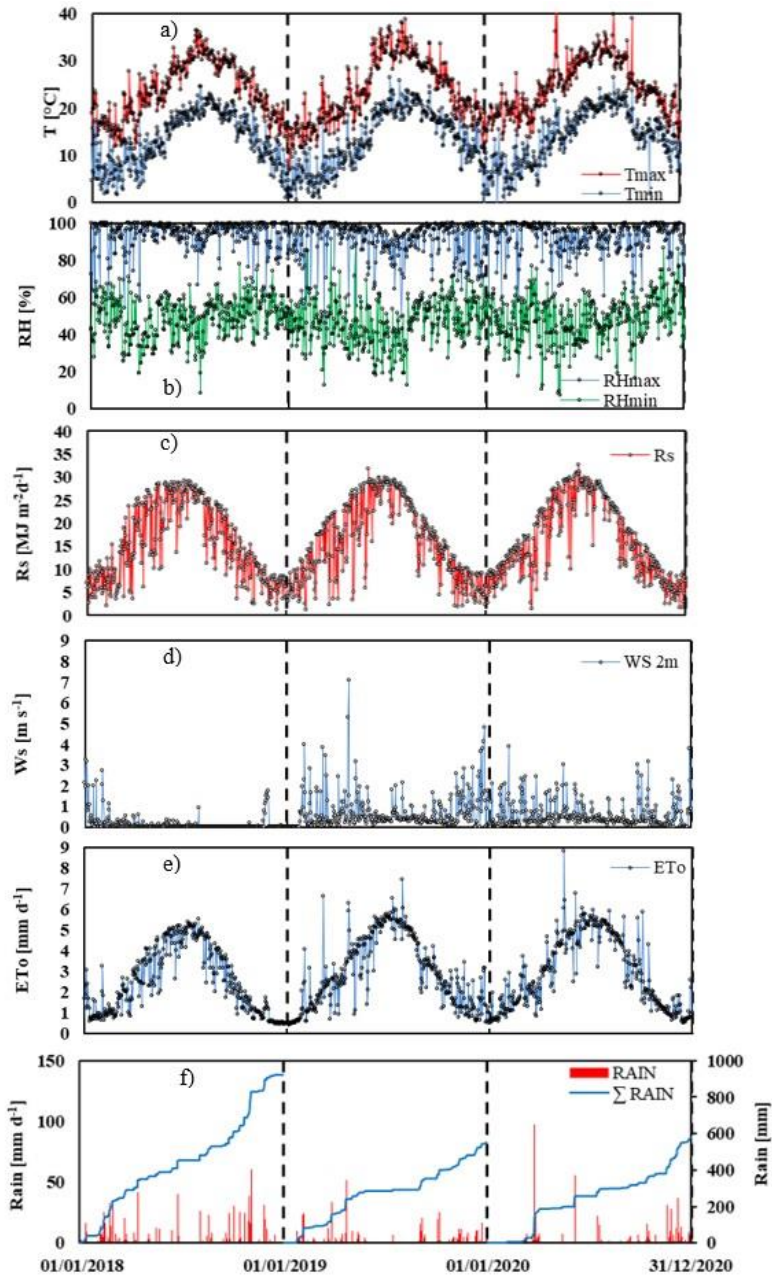 a)
T [°C]
40
30
20
10
0
Tmax
Tmin
RH [%]
100
80
60
40
20
0
b)
RHmax
RHmin
c)
Rs [MJ m-2d-1]
40
35
30
25
20
15
10
5
0
Rs
d)
Ws [m s-1]
9
8
7
6
5
4
3
2
1
0
WS 2m
e)
ETo [mm d-1]
9
8
7
6
5
4
3
2
1
0
ETo
f)
Rain [mm d-1]
150
100
50
0
RAIN
∑ RAIN
1000
800
600
400
200
0
Rain [mm]
01/01/2018 01/01/2019 01/01/2020 31/12/2020